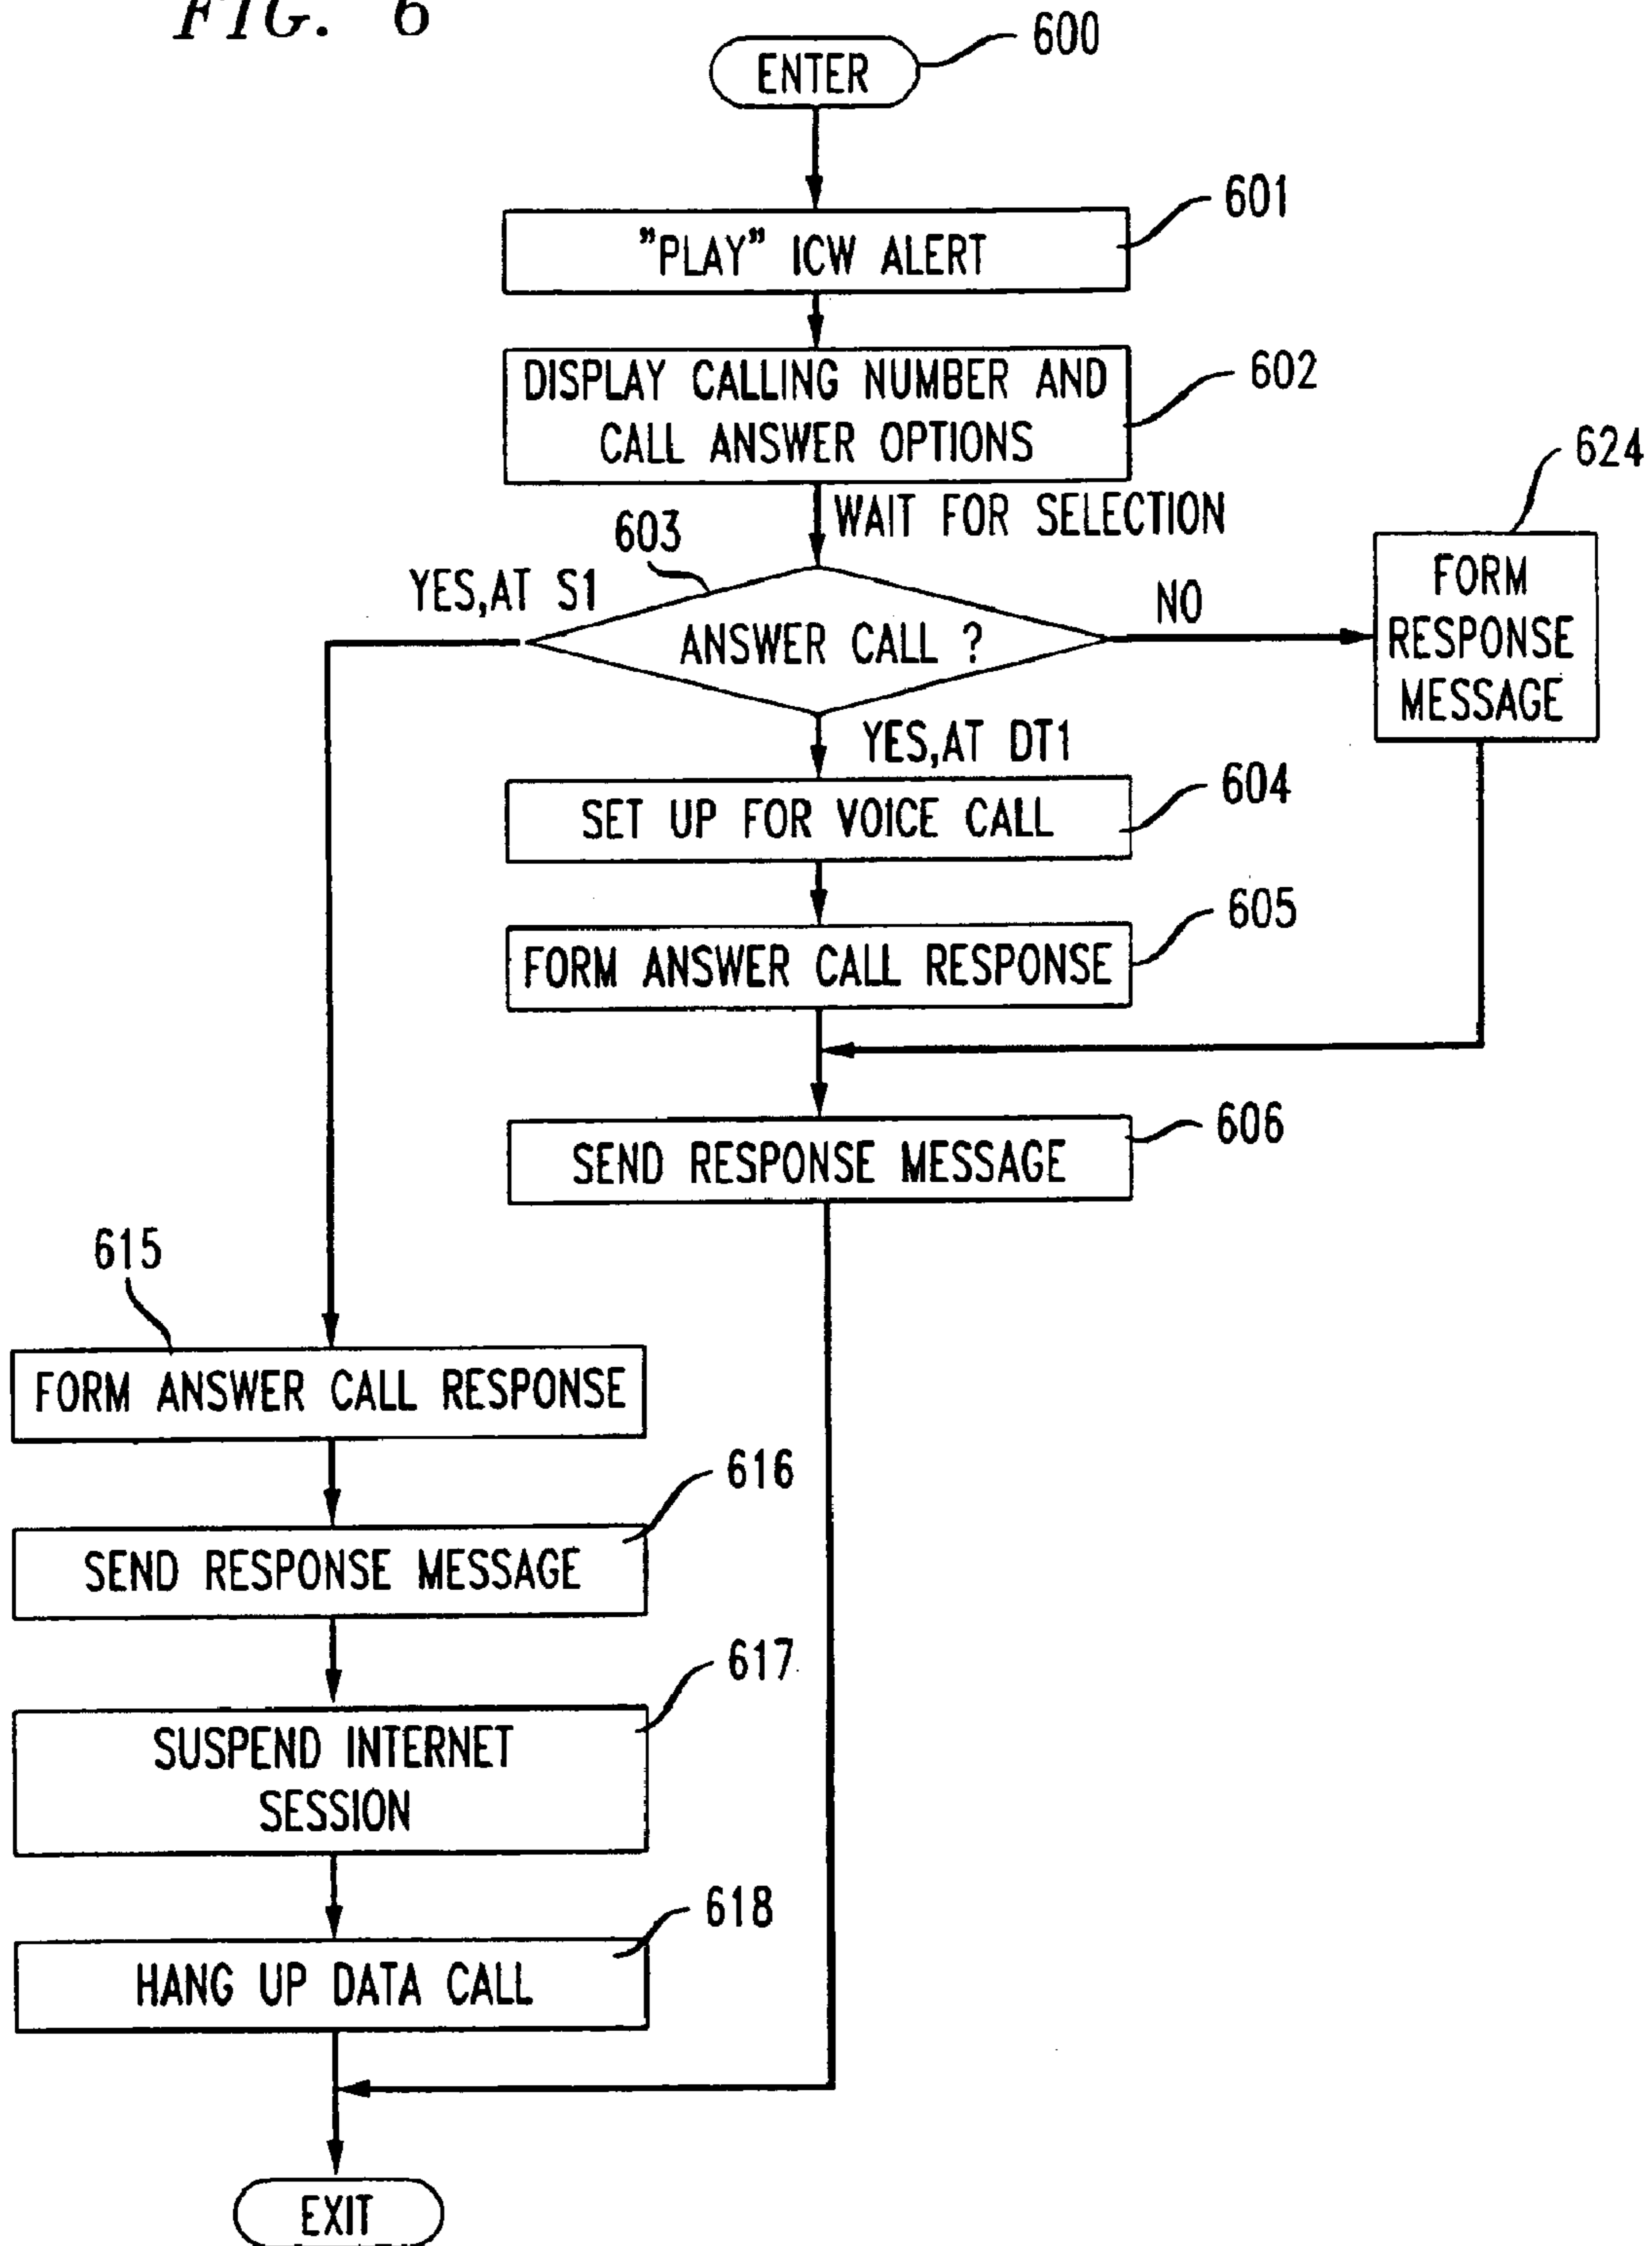 FIG. 6
ENTER
600
"PLAY" ICW ALERT
601
DISPLAY CALLING NUMBER AND
CALL ANSWER OPTIONS
602
WAIT FOR SELECTION
603
YES,AT S1
ANSWER CALL ?
NO
624
FORM
RESPONSE
MESSAGE
YES,AT DT1
SET UP FOR VOICE CALL
604
FORM ANSWER CALL RESPONSE
605
SEND RESPONSE MESSAGE
606
615
FORM ANSWER CALL RESPONSE
616
SEND RESPONSE MESSAGE
617
SUSPEND INTERNET
SESSION
618
HANG UP DATA CALL
EXIT